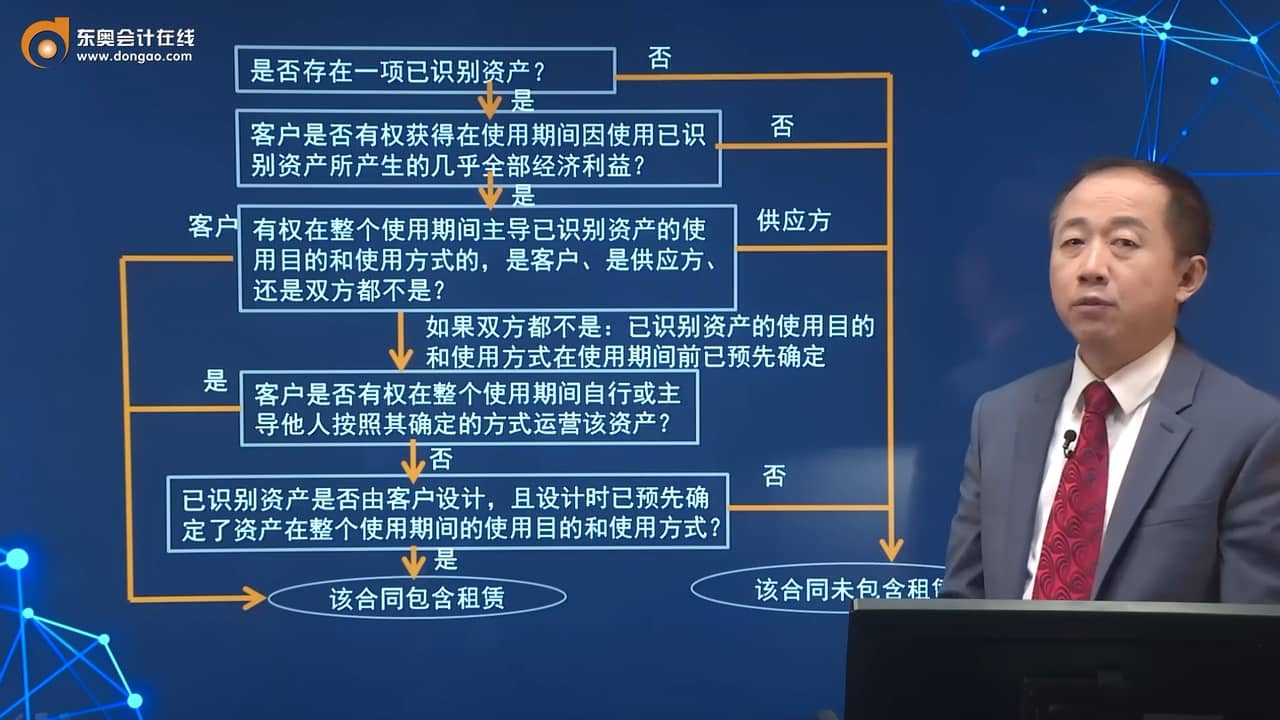 东奥会计在线
www.dongao.com
是否存在一项已识别资产？
否
是
客户是否有权获得在使用期间因使用已识
别资产所产生的几乎全部经济利益？
否
是
客户
有权在整个使用期间主导已识别资产的使
用目的和使用方式的，是客户、是供应方、
还是双方都不是？
供应方
如果双方都不是：已识别资产的使用目的
和使用方式在使用期间前已预先确定
是
客户是否有权在整个使用期间自行或主
导他人按照其确定的方式运营该资产？
否
已识别资产是否由客户设计，且设计时已预先确
定了资产在整个使用期间的使用目的和使用方式？
否
是
该合同包含租赁
该合同未包含租